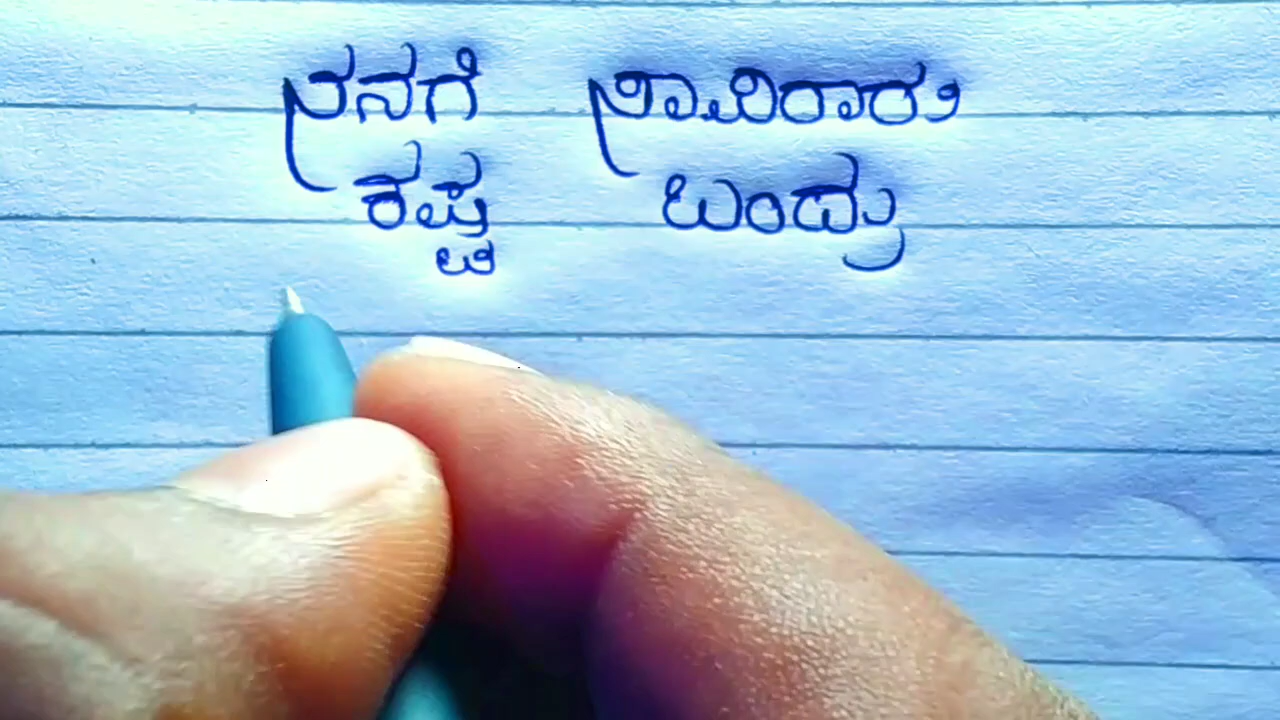 ನನಗೆ ಸಾವಿರಾರು
ಕಷ್ಟ ಬಂದ್ರು